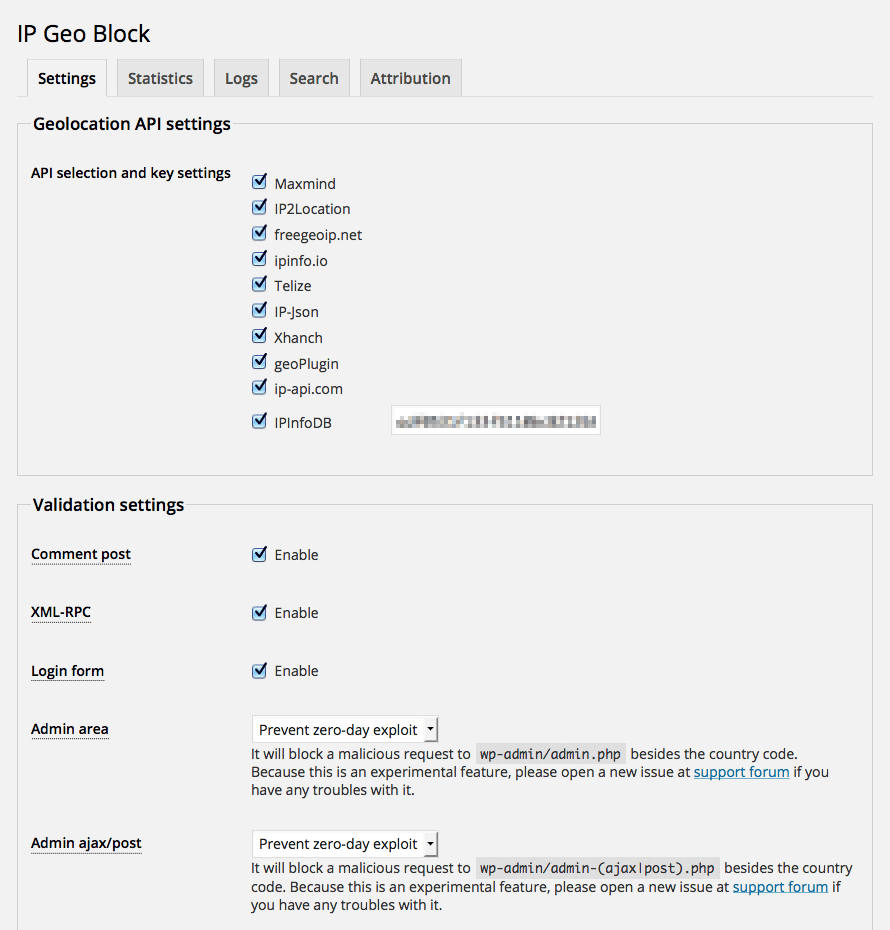 IP Geo Block
Settings
Statistics
Logs
Search
Attribution
Geolocation API settings
API selection and key settings
Maxmind
IP2Location
freegeoip.net
ipinfo.io
Telize
IP-Json
Xhanch
geoPlugin
ip-api.com
IPInfoDB
Validation settings
Comment post
Enable
XML-RPC
Enable
Login form
Enable
Admin area
Prevent zero-day exploit
It will block a malicious request to wp-admin/admin.php besides the country code.
Because this is an experimental feature, please open a new issue at support forum if you
have any troubles with it.
Admin ajax/post
Prevent zero-day exploit
It will block a malicious request to wp-admin/admin-(ajax|post).php besides the country
code. Because this is an experimental feature, please open a new issue at support forum if
you have any troubles with it.